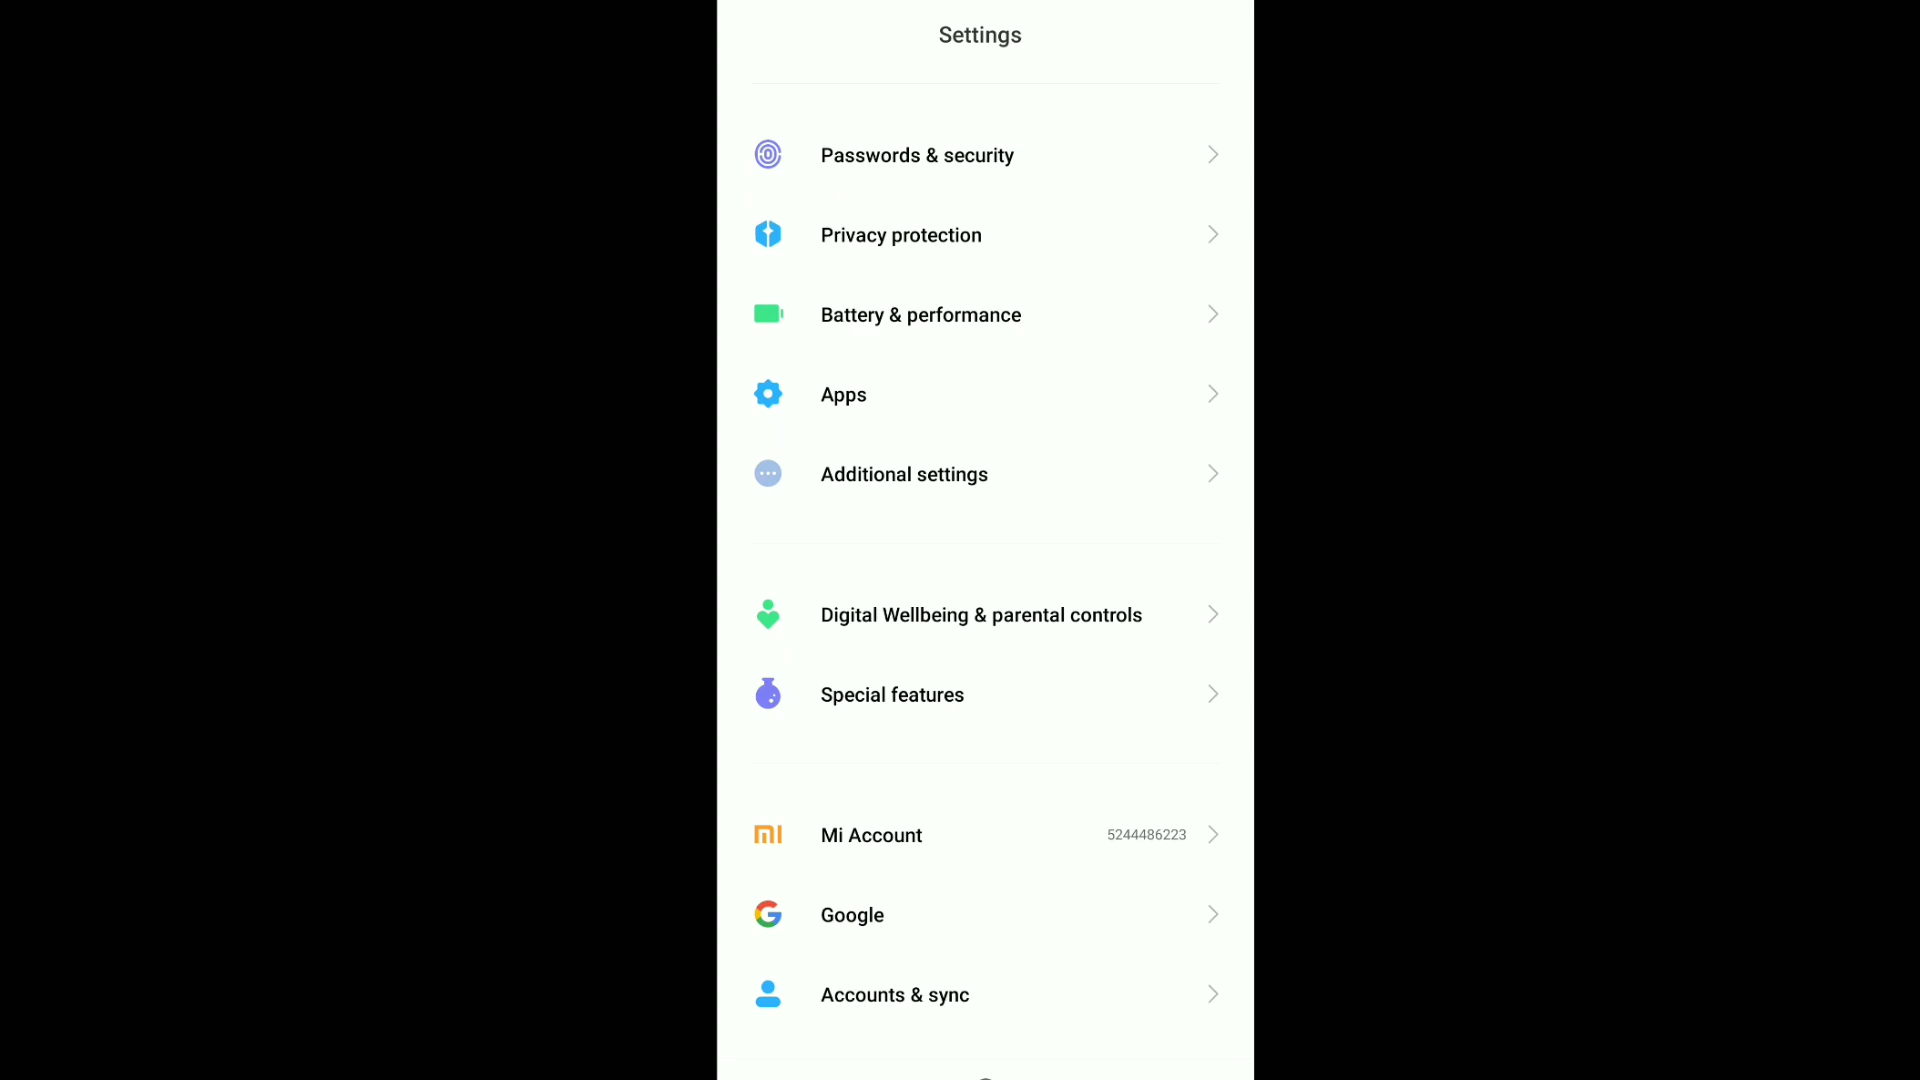 Settings
Passwords & security
Privacy protection
Battery & performance
Apps
Additional settings
Digital Wellbeing & parental controls
Special features
Mi Account 5244486223
Google
Accounts & sync